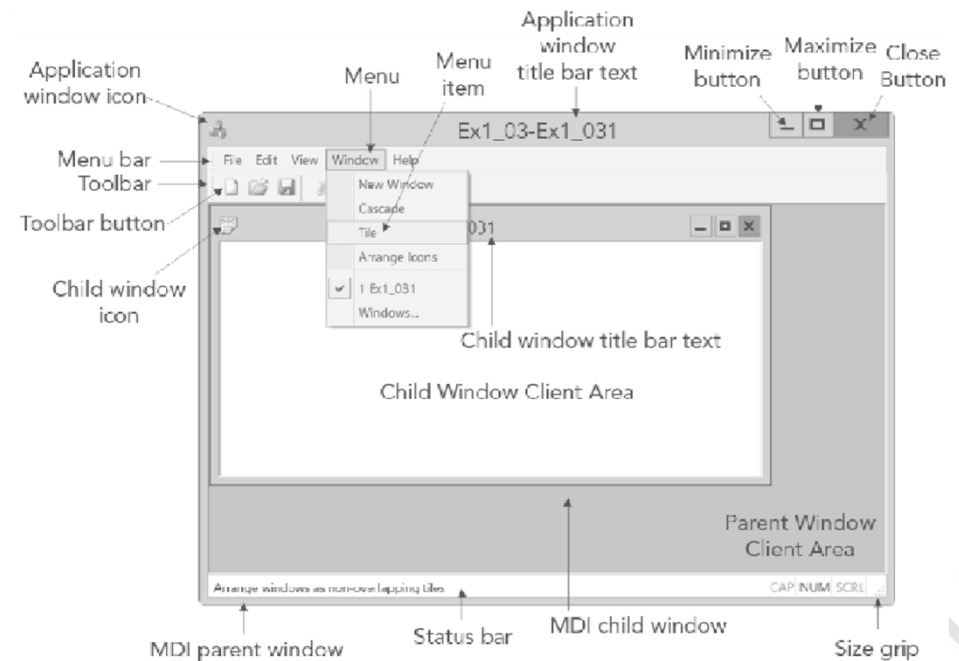 Application
window
title bar text
Application
window icon
Menu
Menu
item
Minimize
button
Maximize
button
Close
Button
Ex1_03-Ex1_031
Menu bar
File Edit View Window Help
Toolbar
New Window
Toolbar button
Cascade
Tile
031
Arrange Icons
Child window
icon
1 Ex1_031
Windows...
Child window title bar text
Child Window Client Area
Parent Window
Client Area
Arrange windows as non-overlapping tiles
CAP NUM SCRL
MDI parent window
Status bar
MDI child window
Size grip